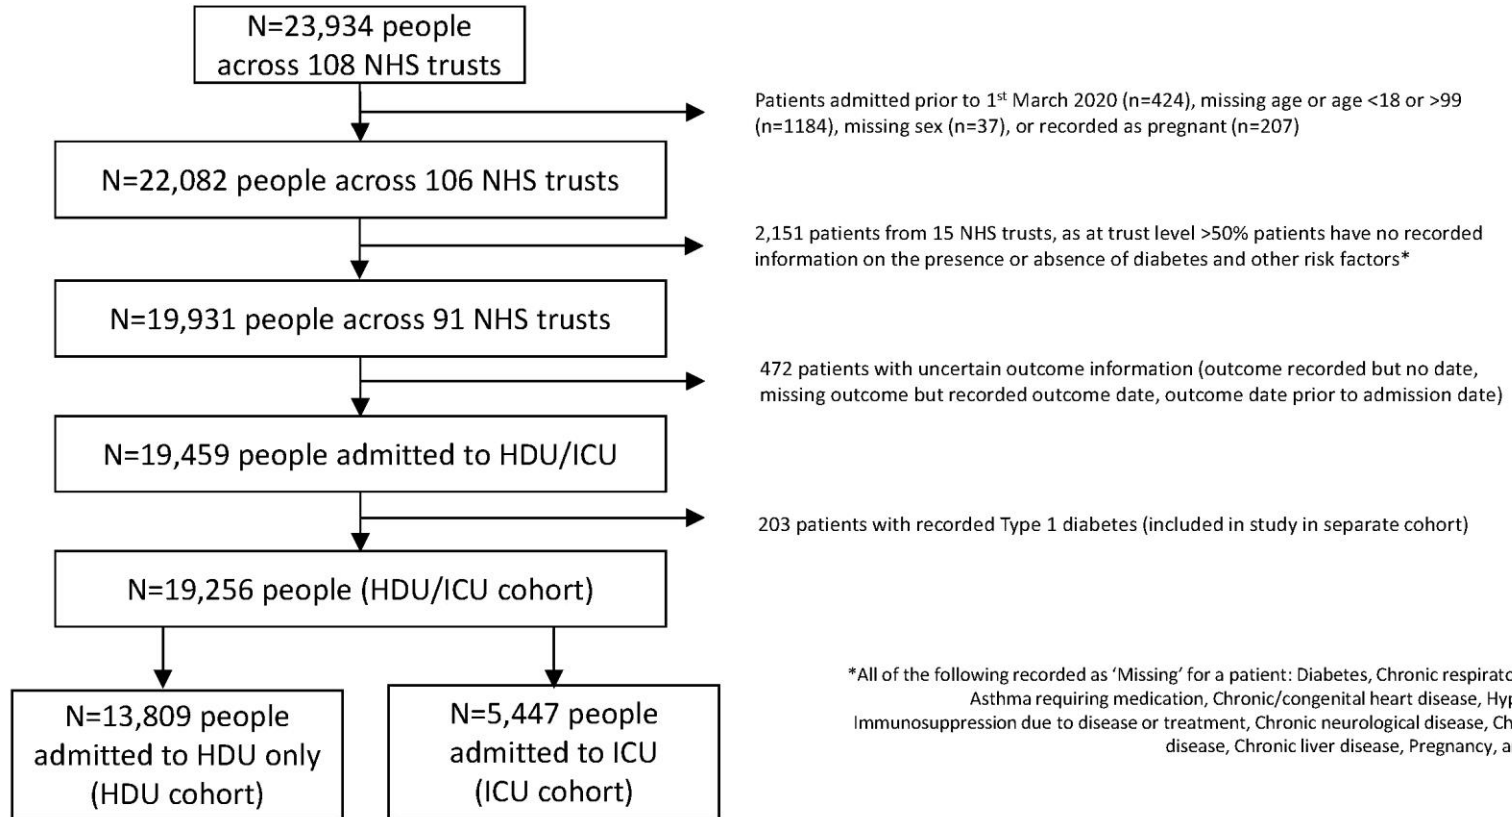 N=23,934 people
across 108 NHS trusts
Patients admitted prior to 1st March 2020 (n=424), missing age or age <18 or >99
(n=1184), missing sex (n=37), or recorded as pregnant (n=207)
N=22,082 people across 106 NHS trusts
2,151 patients from 15 NHS trusts, as at trust level >50% patients have no recorded
information on the presence or absence of diabetes and other risk factors*
N=19,931 people across 91 NHS trusts
472 patients with uncertain outcome information (outcome recorded but no date,
missing outcome but recorded outcome date, outcome date prior to admission date)
N=19,459 people admitted to HDU/ICU
203 patients with recorded Type 1 diabetes (included in study in separate cohort)
N=19,256 people (HDU/ICU cohort)
N=13,809 people
admitted to HDU only
(HDU cohort)
N=5,447 people
admitted to ICU
(ICU cohort)
*All of the following recorded as ‘Missing’ for a patient: Diabetes, Chronic
Asthma requiring medication, Chronic/congenital heart disease,
Immunosuppression due to disease or treatment, Chronic neurological disease,
disease, Chronic liver disease, Pregnancy,